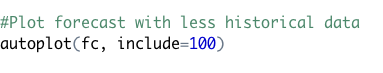 #Plot forecast with less historical data
autoplot(fc, include=100)